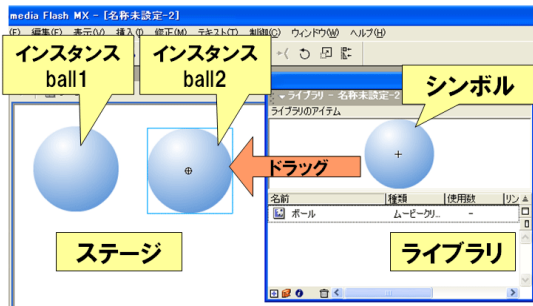 media Flash MX - [名称未設定-2]
(F) 編集(E) 表示(V) 挿入(I) 修正(M) テキスト(T) 制御(C) ウィンドウ(W) ヘルプ(H)
インスタンス
ball1
インスタンス
ball2
シンボル
ライブラリ - 名称未設定-2
ライブラリのアイテム
ドラッグ
名前 種類 使用数 リン
ボール ムービークリ... -
ステージ
ライブラリ